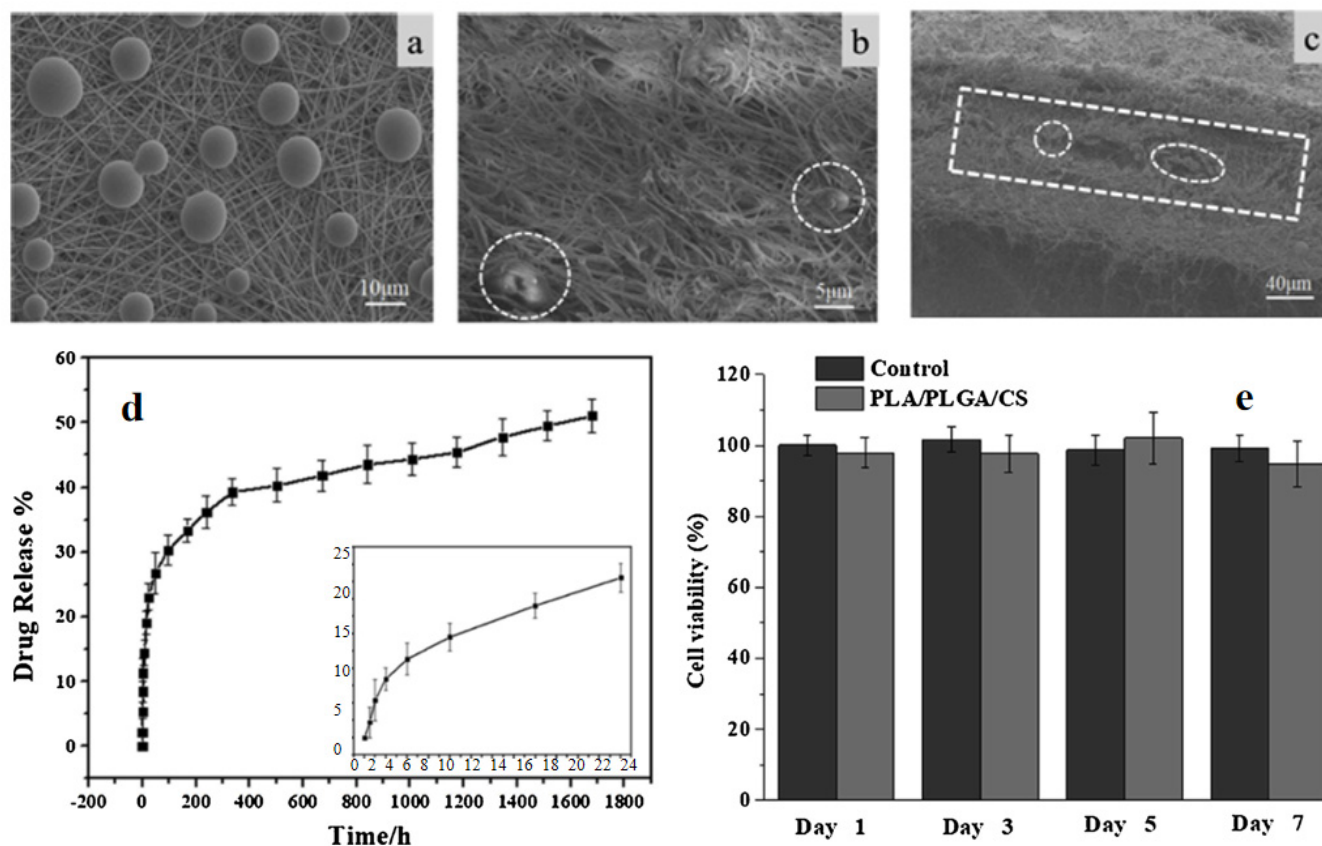 a
b
c
10μm
5μm
40μm
d
60
50
40
30
20
10
0
Drug Release %
-200 0 200 400 600 800 1000 1200 1400 1600 1800
Time/h
25
20
15
10
5
0
0 2 4 6 8 10 12 14 16 18 20 22 24
e
Control
PLA/PLGA/CS
120
100
80
60
40
20
0
Cell viability (%)
Day 1 Day 3 Day 5 Day 7